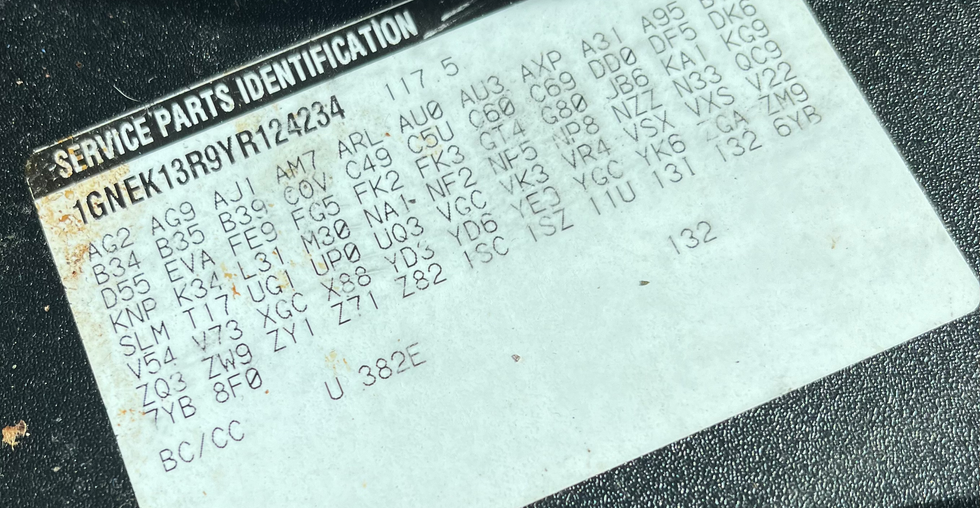 SERVICE PARTS IDENTIFICATION
1GNEK13R9YR124234 117.5
AG2 AG9 AJ1 AM7 ARL AU0 AU3 AXP A31 A95
B34 B35 B39 C0V C49 C5U C60 C69 DD0 DF5 DK6
D55 EVA FE9 FG5 FK2 FK3 GT4 G80 JB6 KA1 KG9
KNP K34 L31 M30 NA1 NF2 NF5 NP8 NZZ N33 QC9
SLM T17 UG1 UP0 UQ3 VGC VK3 VR4 VSX VXS V22
V54 V73 XGC X88 YD3 YD6 YE3 YGC YK6 ZM9
ZQ3 ZW9 ZY1 Z71 Z82 1SC 1SZ 11U 131 132 6YB
7YB 8F0
BC/CC U 382E 132